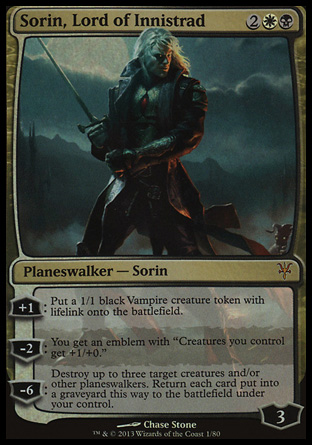 Sorin, Lord of Innistrad 2
Planeswalker — Sorin
+1: Put a 1/1 black Vampire creature token with
lifelink onto the battlefield.
-2: You get an emblem with “Creatures you control
get +1/+0.”
-6: Destroy up to three target creatures and/or
other planeswalkers. Return each card put into
a graveyard this way to the battlefield under
your control.
Chase Stone
™ & © 2013 Wizards of the Coast 1/80
3